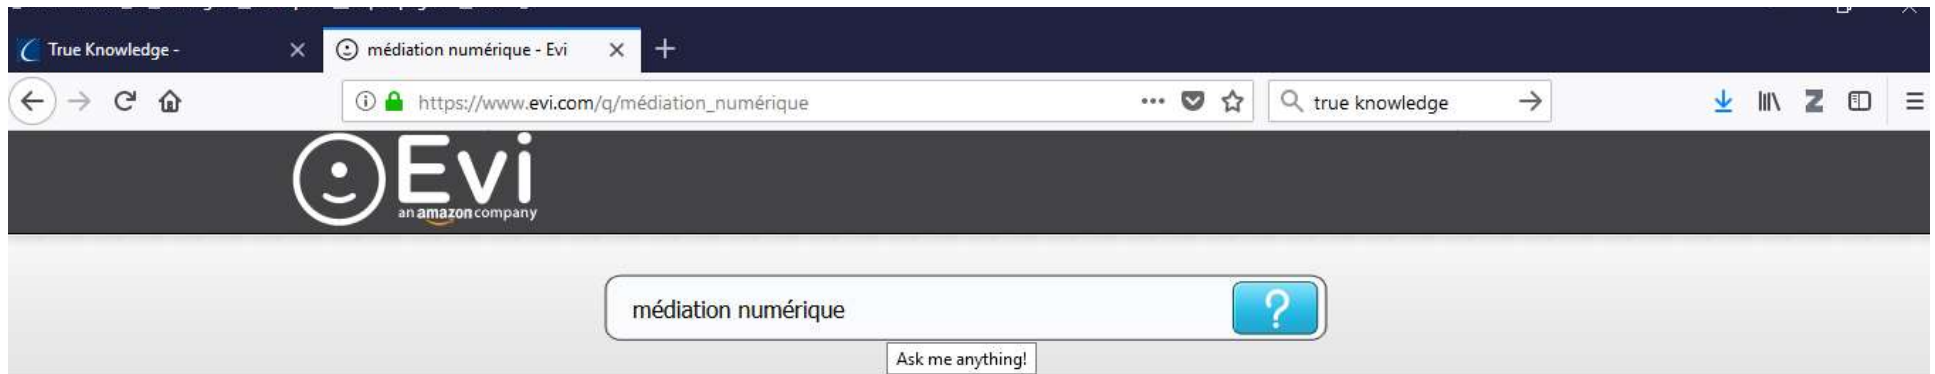 True Knowledge -
médiation numérique - Evi
https://www.evi.com/q/médiation_numérique
true knowledge
Evi
an amazon company
médiation numérique
?
Ask me anything!